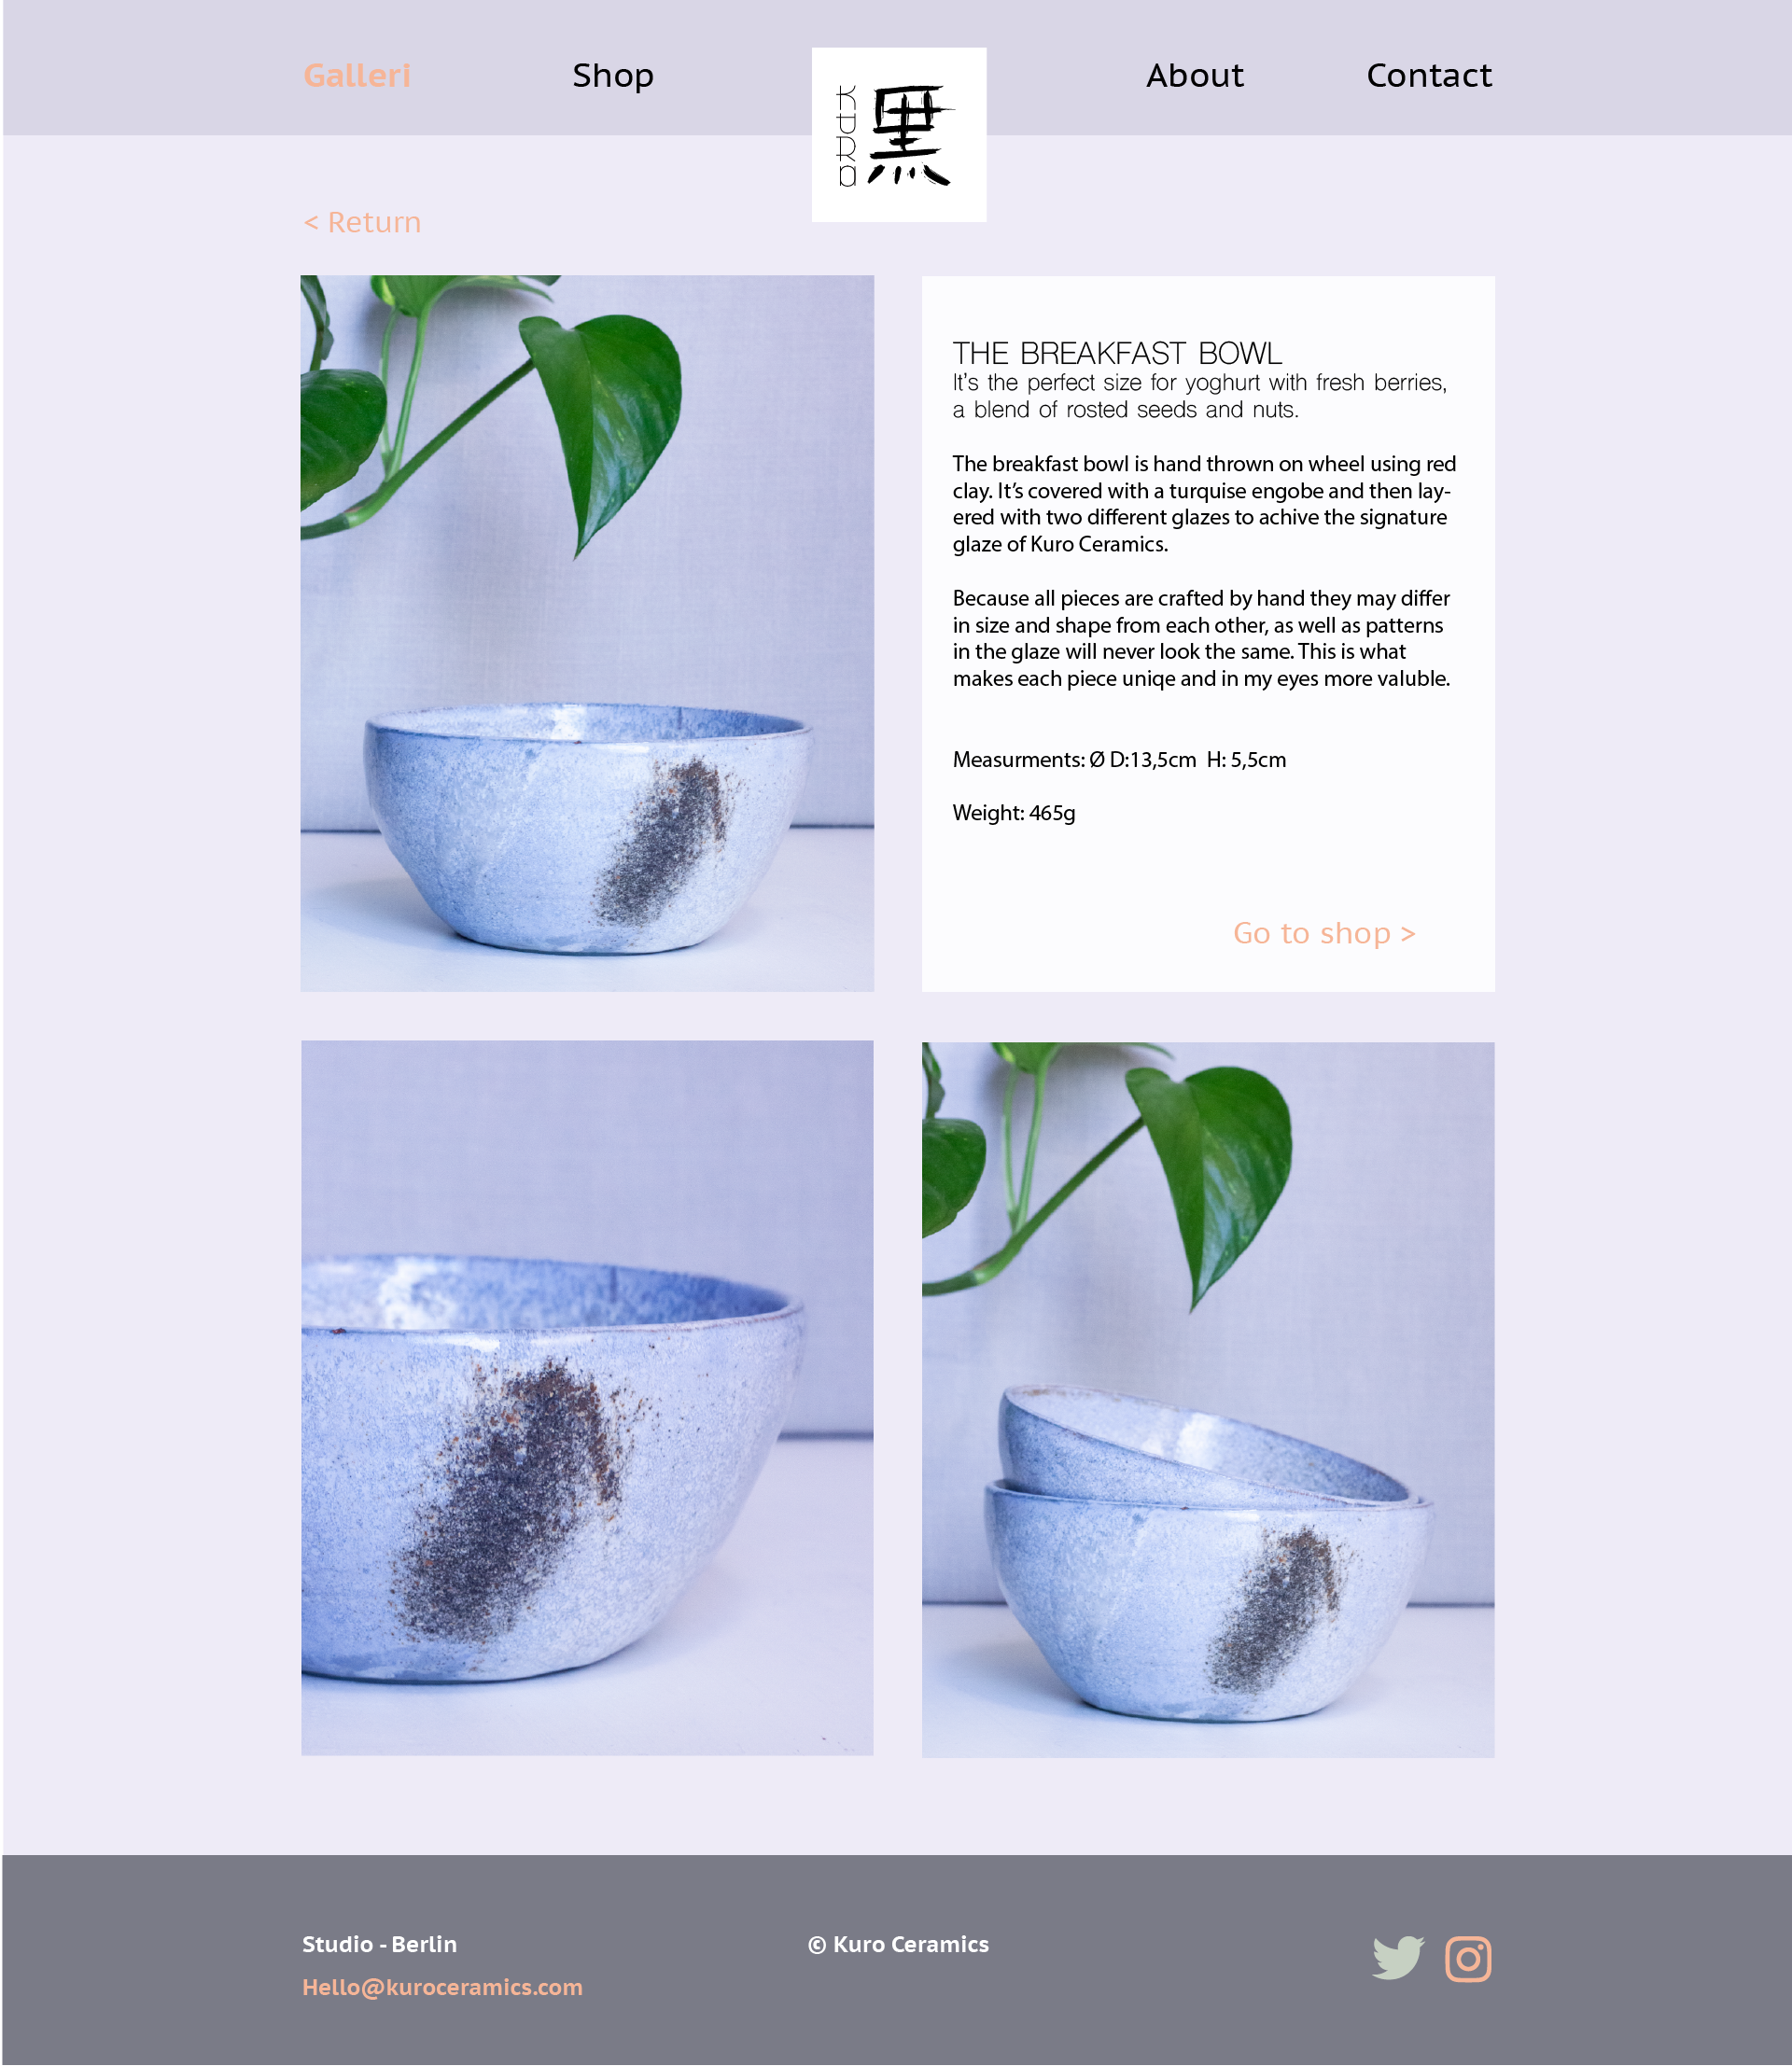 Galleri
Shop
KURO
黒
About
Contact
< Return
THE BREAKFAST BOWL
It's the perfect size for yoghurt with fresh berries,
a blend of rosted seeds and nuts.
The breakfast bowl is hand thrown on wheel using red
clay. It’s covered with a turquise engobe and then lay-
ered with two different glazes to achive the signature
glaze of Kuro Ceramics.
Because all pieces are crafted by hand they may differ
in size and shape from each other, as well as patterns
in the glaze will never look the same. This is what
makes each piece uniqe and in my eyes more valuble.
Measurments: Ø D:13,5cm  H: 5,5cm
Weight: 465g
Go to shop >
Studio - Berlin
Hello@kuroceramics.com
© Kuro Ceramics